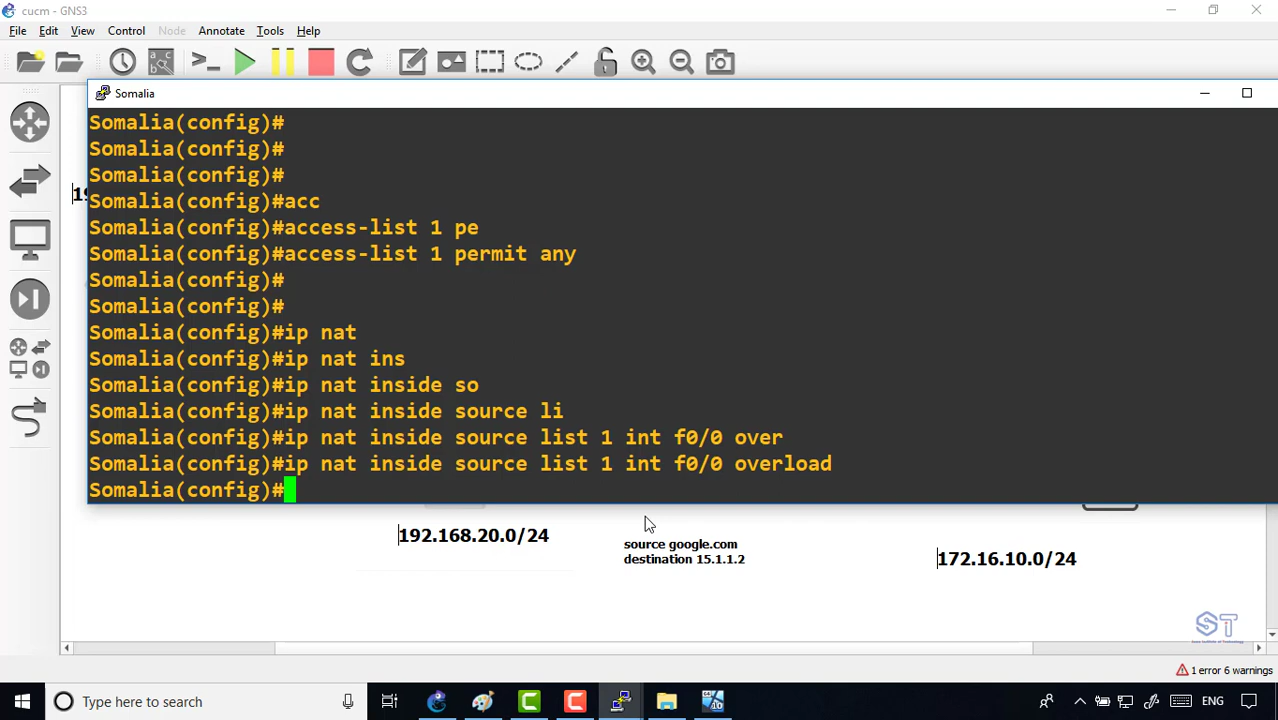 cucm - GNS3
File Edit View Control Node Annotate Tools Help
Somalia
Somalia(config)#
Somalia(config)#
Somalia(config)#
Somalia(config)#acc
Somalia(config)#access-list 1 pe
Somalia(config)#access-list 1 permit any
Somalia(config)#
Somalia(config)#
Somalia(config)#ip nat
Somalia(config)#ip nat ins
Somalia(config)#ip nat inside so
Somalia(config)#ip nat inside source li
Somalia(config)#ip nat inside source list 1 int f0/0 over
Somalia(config)#ip nat inside source list 1 int f0/0 overload
Somalia(config)#
192.168.20.0/24
source google.com
destination 15.1.1.2
172.16.10.0/24
ST
1 error 6 warnings
Type here to search
ENG